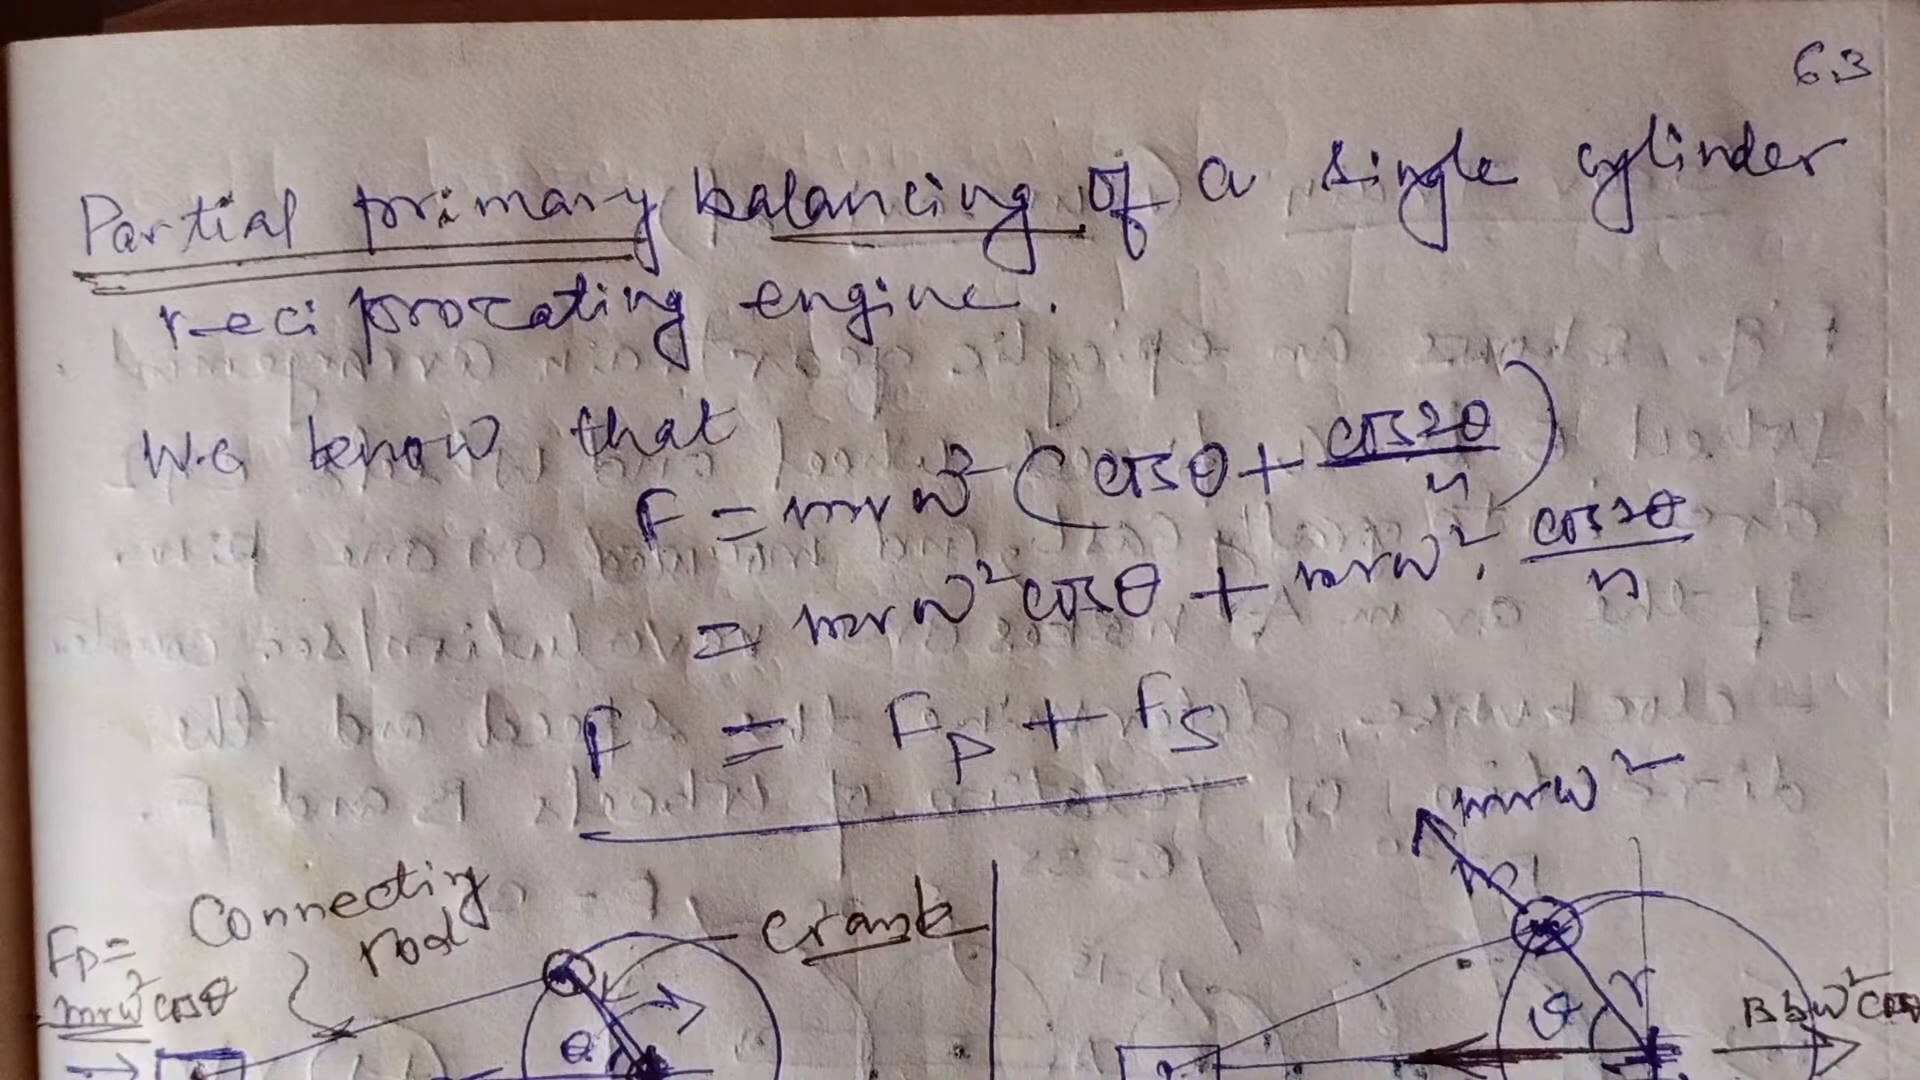 63
Partial primary balancing of a single cylinder
reciprocating engine.
We know that
F = mrω² (cosθ + cos2θ/n)
= mrω² cosθ + mrω² . cos2θ/n
F = Fp + Fs
mrω²
Connecting
rod
crank
Fp =
mrω² cosθ
m
θ
θ
r
Bbω² cosθ